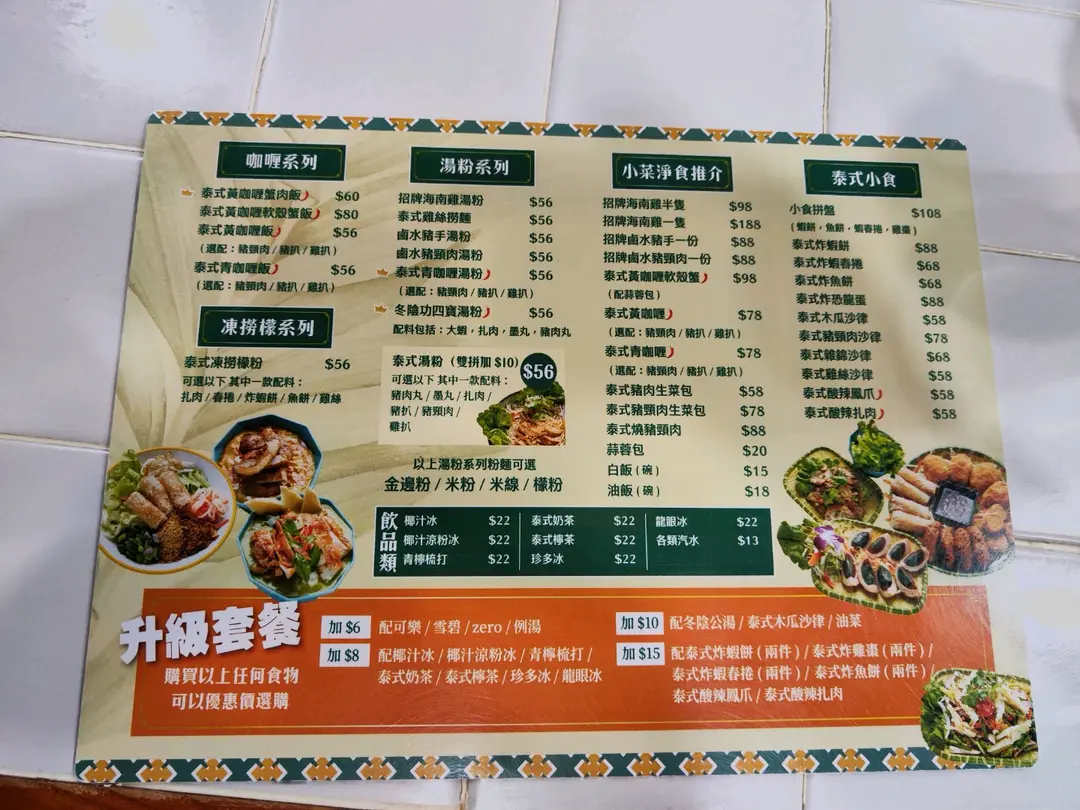 咖喱系列
泰式黃咖喱蟹肉飯 $60
泰式黃咖喱軟殼蟹飯 $80
泰式黃咖喱飯 $56
(選配：豬頸肉 / 豬扒 / 雞扒)
泰式青咖喱飯 $56
(選配：豬頸肉 / 豬扒 / 雞扒)
凍撈檬系列
泰式凍撈檬粉 $56
可選以下 其中一款配料：
扎肉 / 春捲 / 炸蝦餅 / 魚餅 / 雞絲
湯粉系列
招牌海南雞湯粉 $56
泰式雞絲撈麵 $56
鹵水豬手湯粉 $56
鹵水豬頸肉湯粉 $56
泰式青咖喱湯粉 $56
(選配：豬頸肉 / 豬扒 / 雞扒)
冬陰功四寶湯粉 $56
配料包括：大蝦，扎肉，墨丸，豬肉丸
泰式湯粉（雙拼加 $10） $56
可選以下 其中一款配料：
豬肉丸 / 墨丸 / 扎肉 /
豬扒 / 豬頸肉 /
雞扒
以上湯粉系列粉麵可選
金邊粉 / 米粉 / 米線 / 檬粉
小菜淨食推介
招牌海南雞半隻 $98
招牌海南雞一隻 $188
招牌鹵水豬手一份 $88
招牌鹵水豬頸肉一份 $88
泰式黃咖喱軟殼蟹 $98
(配蒜蓉包)
泰式黃咖喱 $78
(選配：豬頸肉 / 豬扒 / 雞扒)
泰式青咖喱 $78
(選配：豬頸肉 / 豬扒 / 雞扒)
泰式豬肉生菜包 $58
泰式豬頸肉生菜包 $78
泰式燒豬頸肉 $88
蒜蓉包 $20
白飯 (碗) $15
油飯 (碗) $18
泰式小食
小食拼盤 $108
(蝦餅，魚餅，蝦春捲，雞棗)
泰式炸蝦餅 $88
泰式炸蝦春捲 $68
泰式炸魚餅 $68
泰式炸恐龍蛋 $88
泰式木瓜沙律 $58
泰式豬頸肉沙律 $78
泰式雜錦沙律 $68
泰式雞絲沙律 $58
泰式酸辣鳳爪 $58
泰式酸辣扎肉 $58
飲品類
椰汁冰 $22 泰式奶茶 $22 龍眼冰 $22
椰汁涼粉冰 $22 泰式檸茶 $22 各類汽水 $13
青檸梳打 $22 珍多冰 $22
升級套餐
購買以上任何食物
可以優惠價選購
加 $6 配可樂 / 雪碧 / zero / 例湯
加 $8 配椰汁冰 / 椰汁涼粉冰 / 青檸梳打 /
泰式奶茶 / 泰式檸茶 / 珍多冰 / 龍眼冰
加 $10 配冬陰公湯 / 泰式木瓜沙律 / 油菜
加 $15 配泰式炸蝦餅 ( 兩件 ) / 泰式炸雞棗 ( 兩件 ) /
泰式炸蝦春捲 ( 兩件 ) / 泰式炸魚餅 ( 兩件 ) /
泰式酸辣鳳爪 / 泰式酸辣扎肉